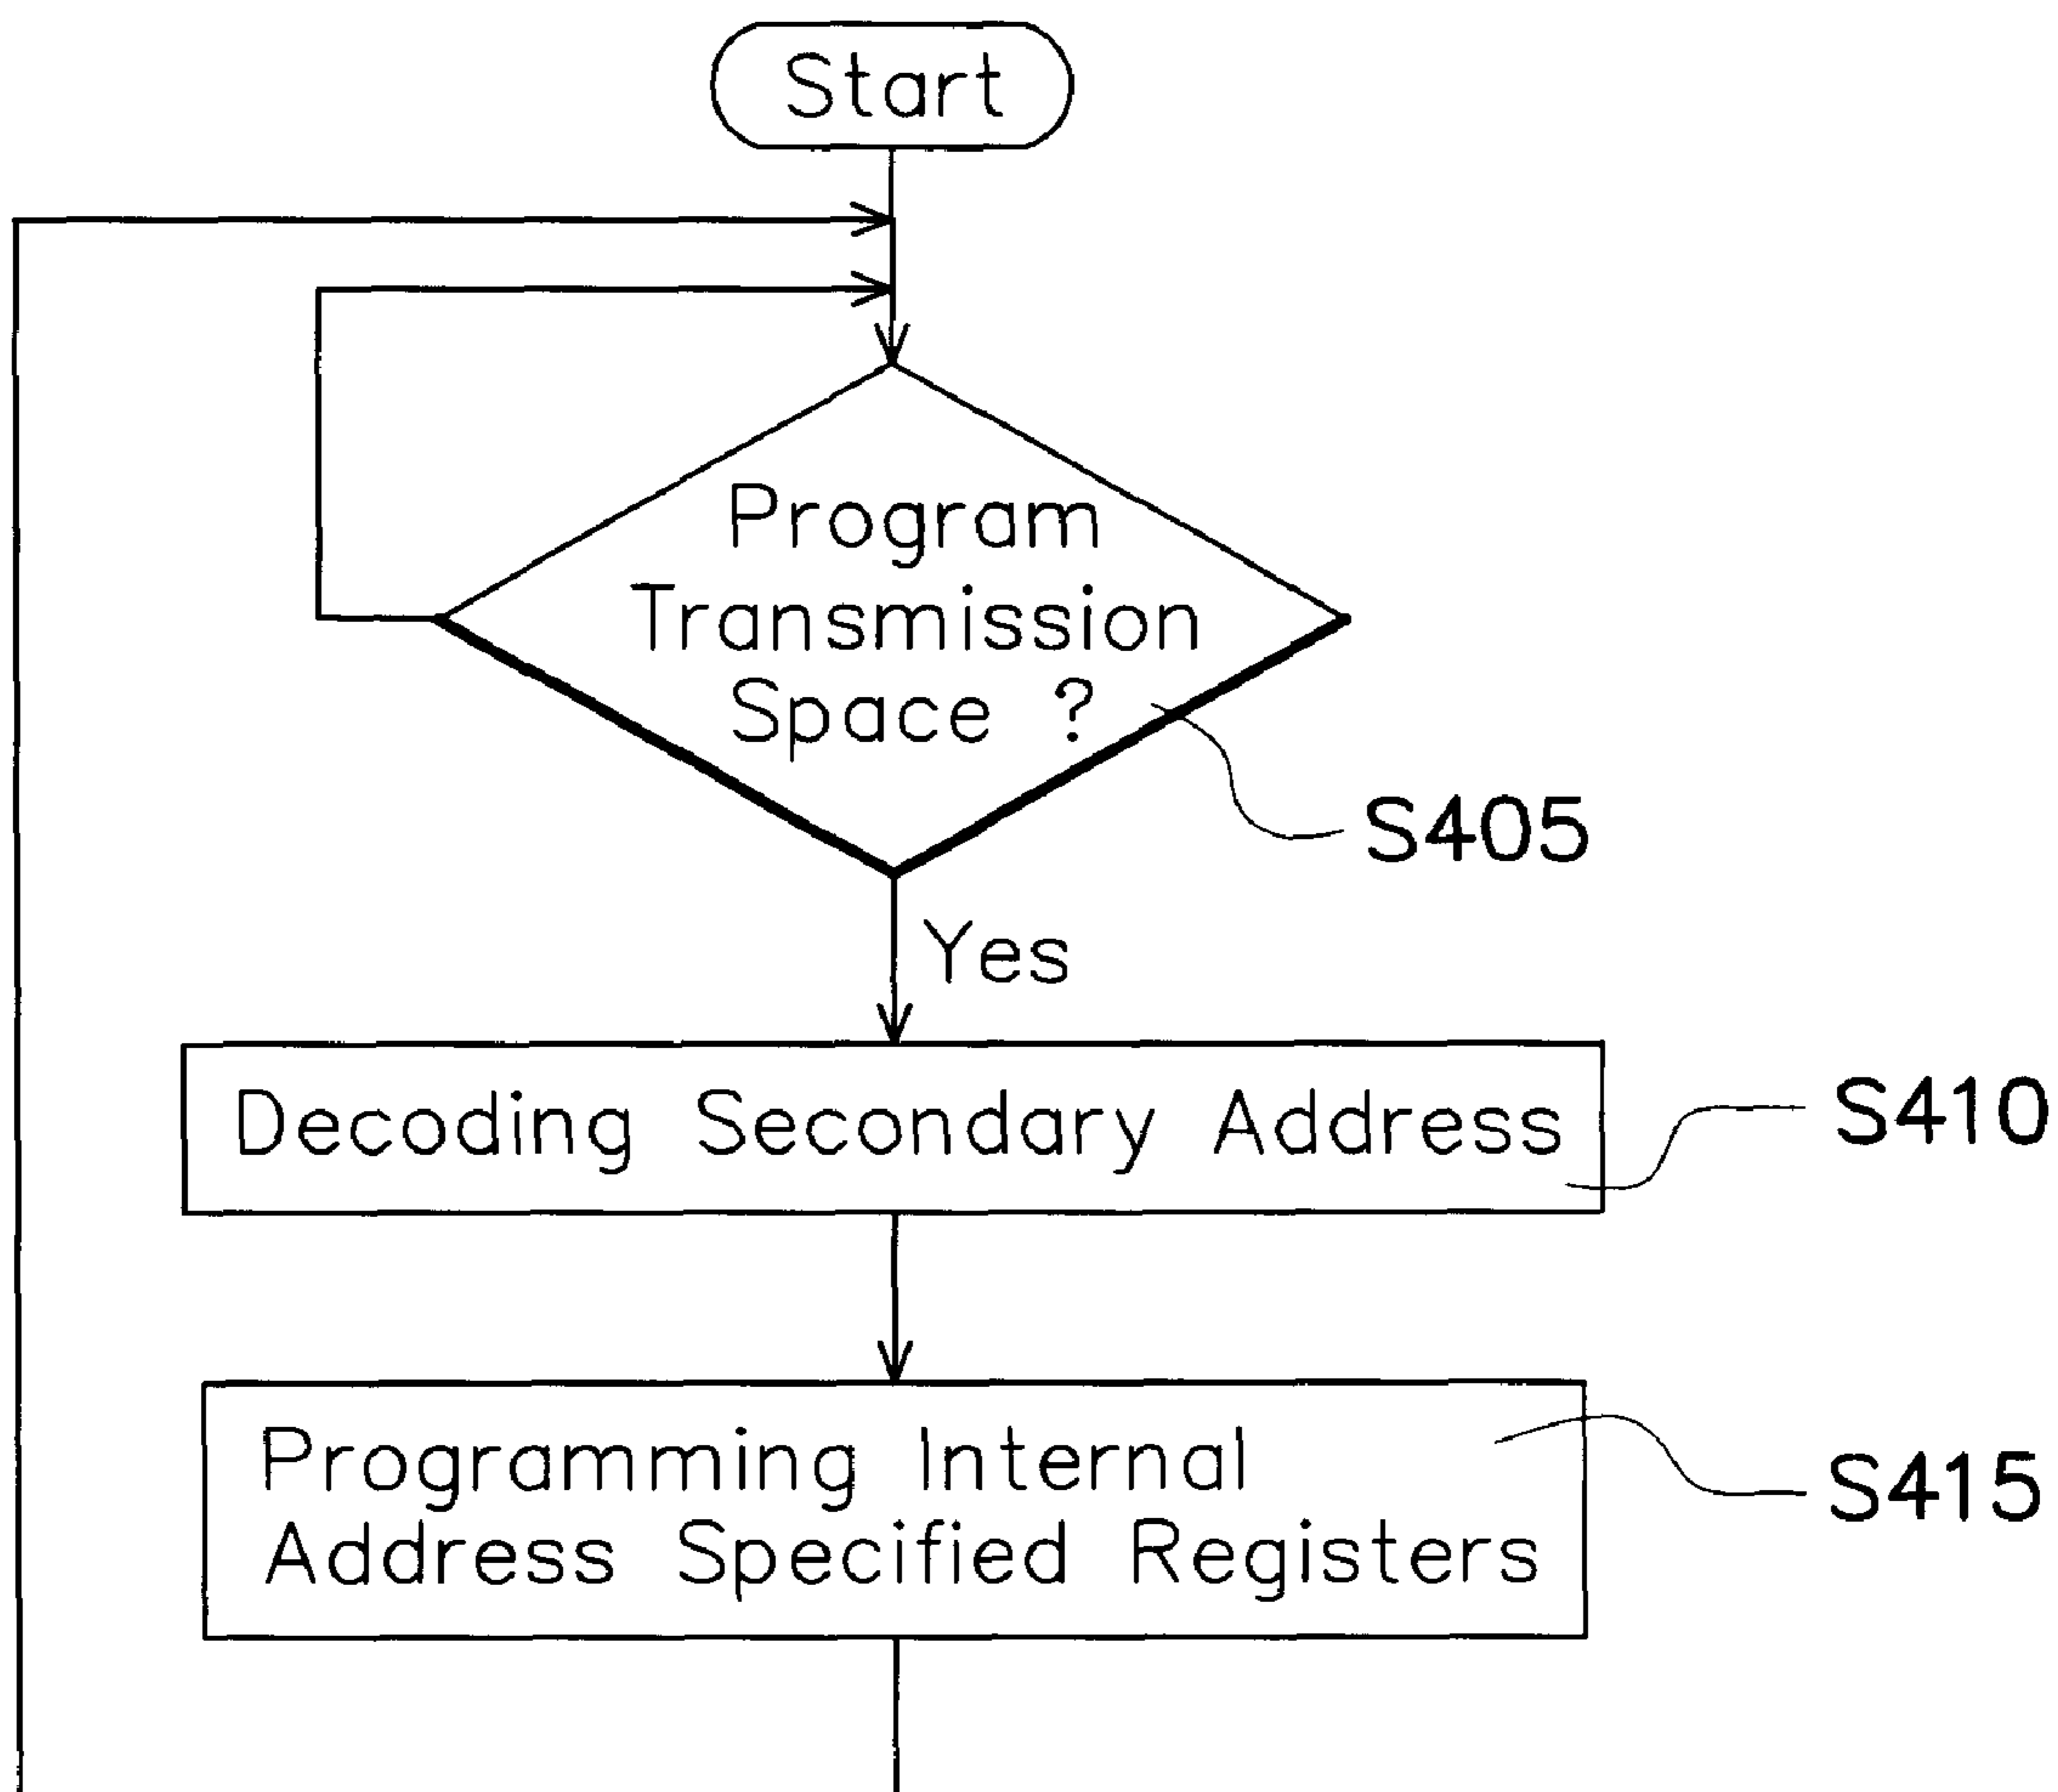 Start
Program
Transmission
Space ?
S405
Yes
Decoding Secondary Address
S410
Programming Internal
Address Specified Registers
S415